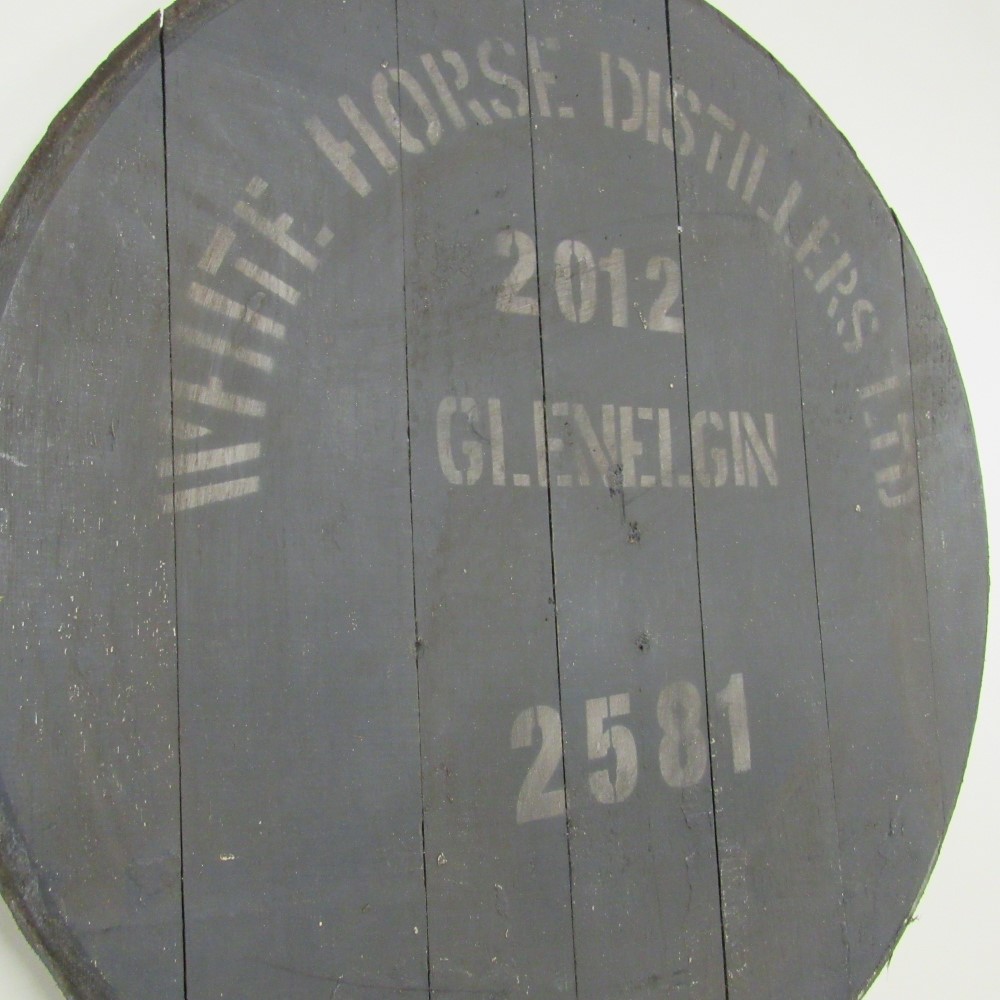 WHITE HORSE DISTILLERS LTD
2012
GLENELGIN
2581